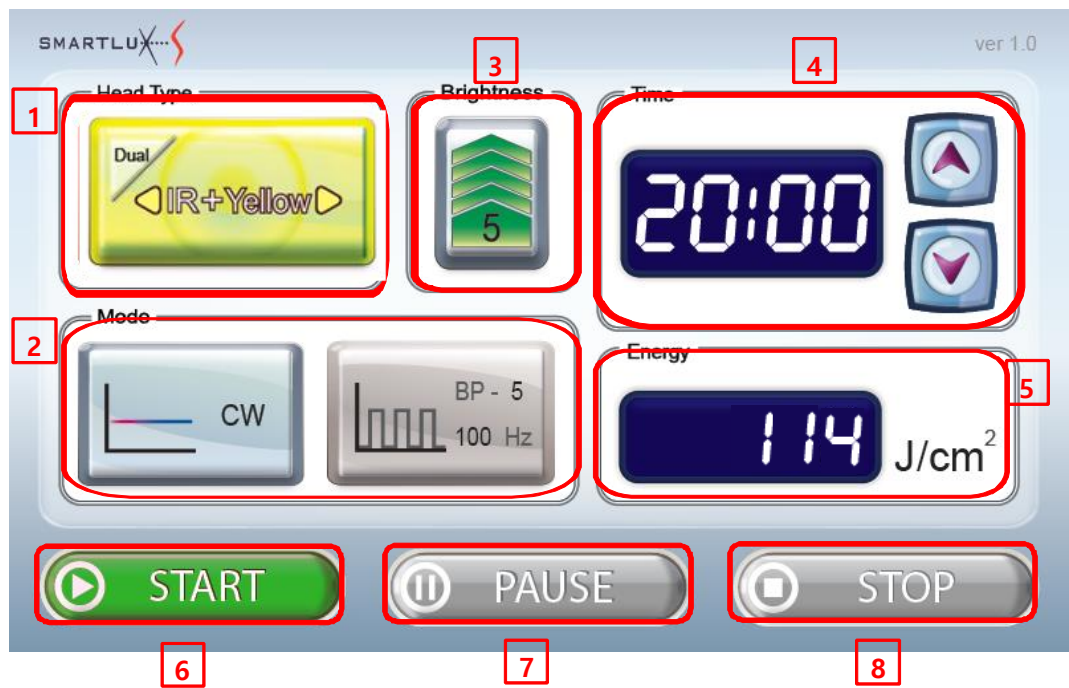 SMARTLUX S
ver 1.0
1
Head Type
Dual
IR+Yellow
3
Brightness
5
4
Time
20:00
2
Mode
CW
BP - 5
100 Hz
Energy
5
114
J/cm²
START
PAUSE
STOP
6
7
8